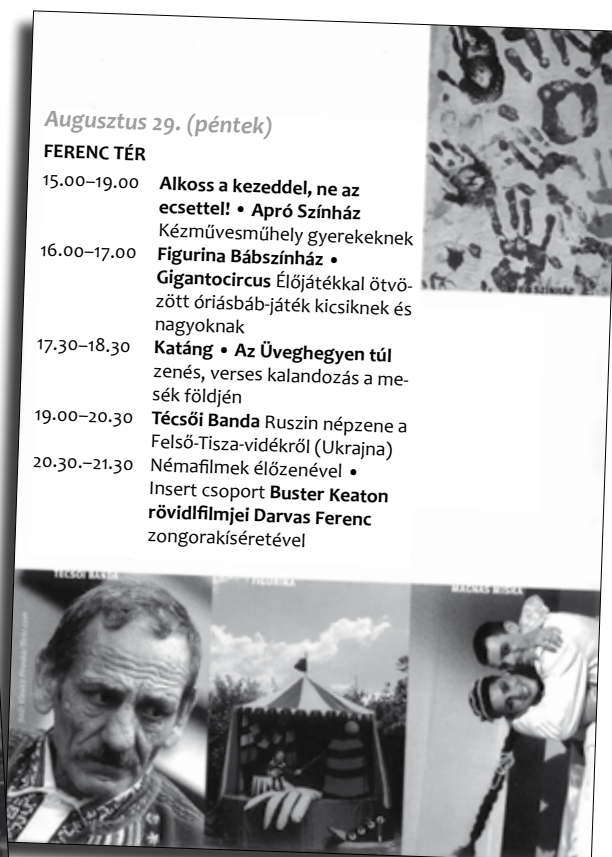 Augusztus 29. (péntek)
FERENC TÉR
15.00–19.00 Alkoss a kezeddel, ne az
ecsettel! • Apró Színház
Kézművesműhely gyerekeknek
16.00–17.00 Figurina Bábszínház •
Gigantocircus Élőjátékkal ötvö-
zött óriásbáb-játék kicsiknek és
nagyoknak
17.30–18.30 Katáng • Az Üveghegyen túl
zenés, verses kalandozás a me-
sék földjén
19.00–20.30 Técsői Banda Ruszin népzene a
Felső-Tisza-vidékről (Ukrajna)
20.30.–21.30 Némafilmek élőzenével •
Insert csoport Buster Keaton
rövidlfilmjei Darvas Ferenc
zongorakíséretével
TÉCSŐI BANDA
FIGURINA
MÁGNÁS MISKA